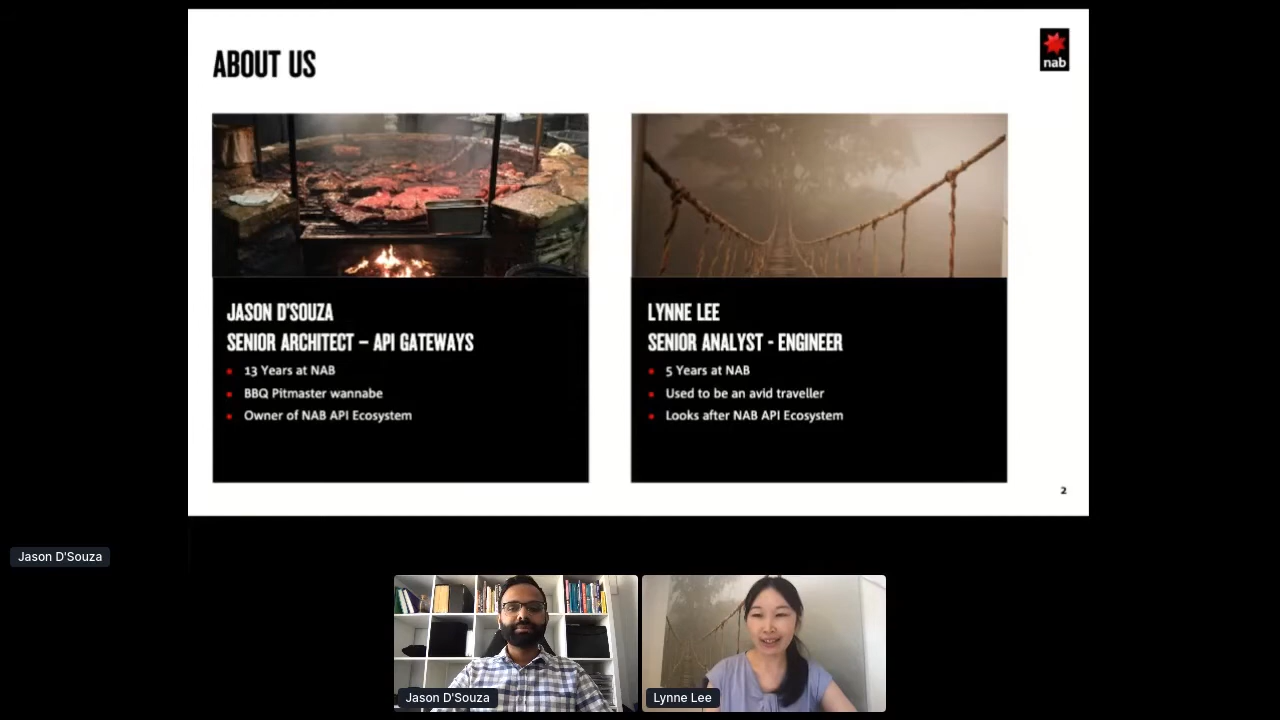 ABOUT US
nab
JASON D'SOUZA
SENIOR ARCHITECT – API GATEWAYS
13 Years at NAB
BBQ Pitmaster wannabe
Owner of NAB API Ecosystem
LYNNE LEE
SENIOR ANALYST - ENGINEER
5 Years at NAB
Used to be an avid traveller
Looks after NAB API Ecosystem
2
Jason D'Souza
Jason D'Souza
Lynne Lee